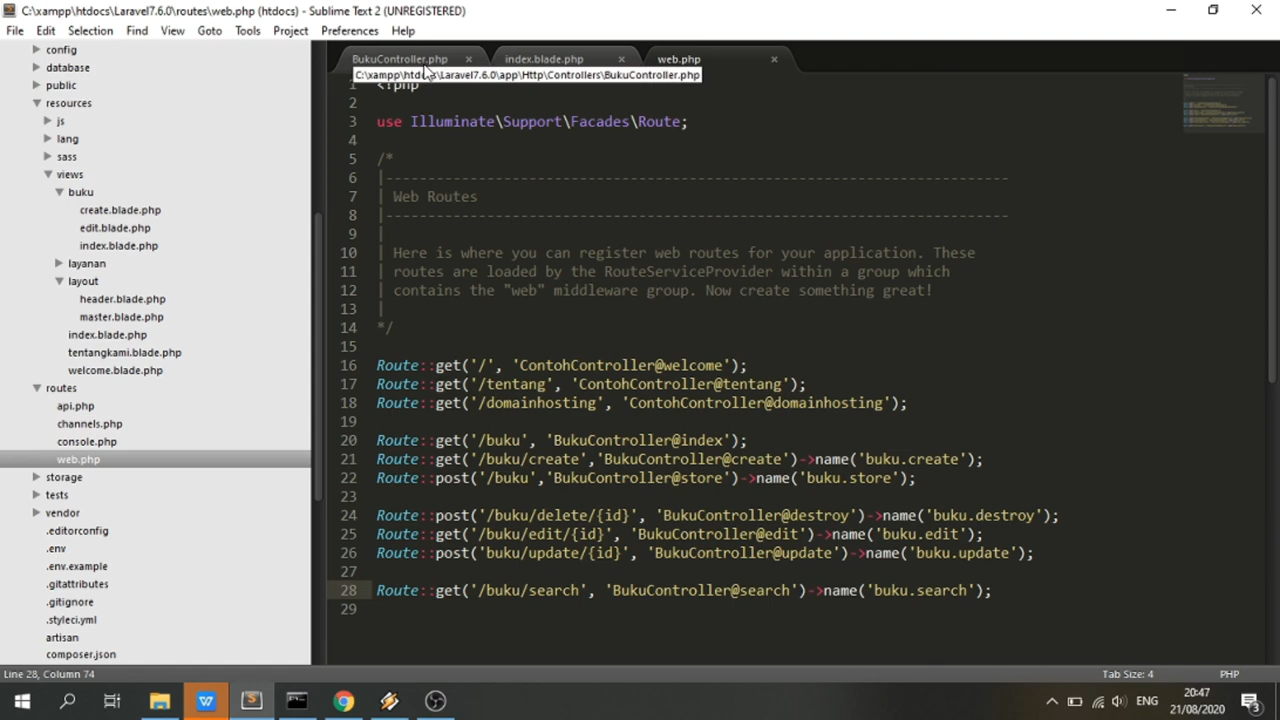 C:\xampp\htdocs\Laravel7.6.0\routes\web.php (htdocs) - Sublime Text 2 (UNREGISTERED)
File Edit Selection Find View Goto Tools Project Preferences Help
config
database
public
resources
js
lang
sass
views
buku
create.blade.php
edit.blade.php
index.blade.php
layanan
layout
header.blade.php
master.blade.php
index.blade.php
tentangkami.blade.php
welcome.blade.php
routes
api.php
channels.php
console.php
web.php
storage
tests
vendor
.editorconfig
.env
.env.example
.gitattributes
.gitignore
.styleci.yml
artisan
composer.json
BukuController.php × index.blade.php × web.php ×
C:\xampp\htdocs\Laravel7.6.0\app\Http\Controllers\BukuController.php
1 <?php
2
3 use Illuminate\Support\Facades\Route;
4
5 /*
6 |--------------------------------------------------------------------------
7 | Web Routes
8 |--------------------------------------------------------------------------
9 |
10 | Here is where you can register web routes for your application. These
11 | routes are loaded by the RouteServiceProvider within a group which
12 | contains the "web" middleware group. Now create something great!
13 |
14 */
15
16 Route::get('/', 'ContohController@welcome');
17 Route::get('/tentang', 'ContohController@tentang');
18 Route::get('/domainhosting', 'ContohController@domainhosting');
19
20 Route::get('/buku', 'BukuController@index');
21 Route::get('/buku/create','BukuController@create')->name('buku.create');
22 Route::post('/buku','BukuController@store')->name('buku.store');
23
24 Route::post('/buku/delete/{id}', 'BukuController@destroy')->name('buku.destroy');
25 Route::get('/buku/edit/{id}', 'BukuController@edit')->name('buku.edit');
26 Route::post('buku/update/{id}', 'BukuController@update')->name('buku.update');
27
28 Route::get('/buku/search', 'BukuController@search')->name('buku.search');
29
Line 28, Column 74 Tab Size: 4 PHP
ENG
20:47
21/08/2020
3